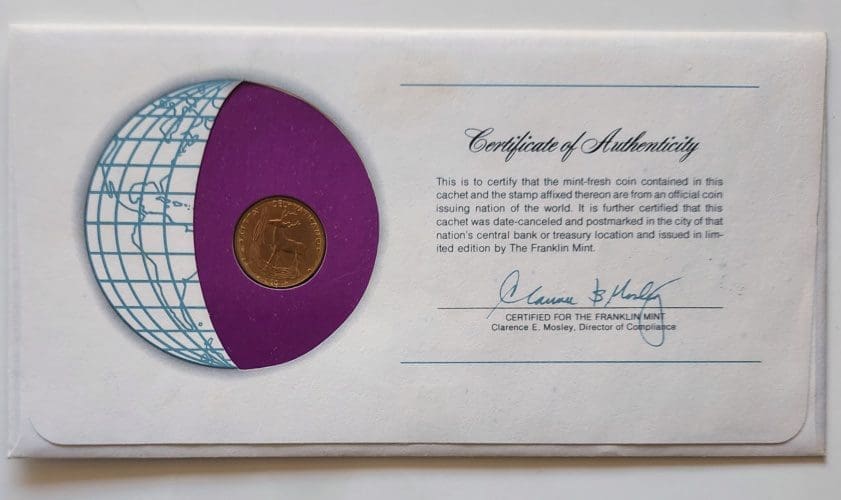 Certificate of Authenticity
This is to certify that the mint-fresh coin contained in this
cachet and the stamp affixed thereon are from an official coin
issuing nation of the world. It is further certified that this
cachet was date-canceled and postmarked in the city of that
nation's central bank or treasury location and issued in lim-
ited edition by The Franklin Mint.
CERTIFIED FOR THE FRANKLIN MINT
Clarence E. Mosley, Director of Compliance